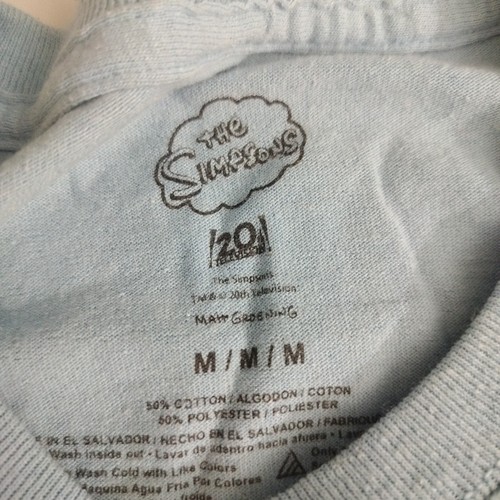 THE
SIMPSONS
20
TELEVISION
The Simpsons
TM & © 20th Television.
MATT GROENING
M / M / M
50% COTTON / ALGODON / COTON
50% POLYESTER / POLIESTER
IN EL SALVADOR / HECHO EN EL SALVADOR /
Wash inside out • Lavar de adentro hacia afuera •
Wash Cold with Like Colors
Only
Maquina Agua Fria Por Colores